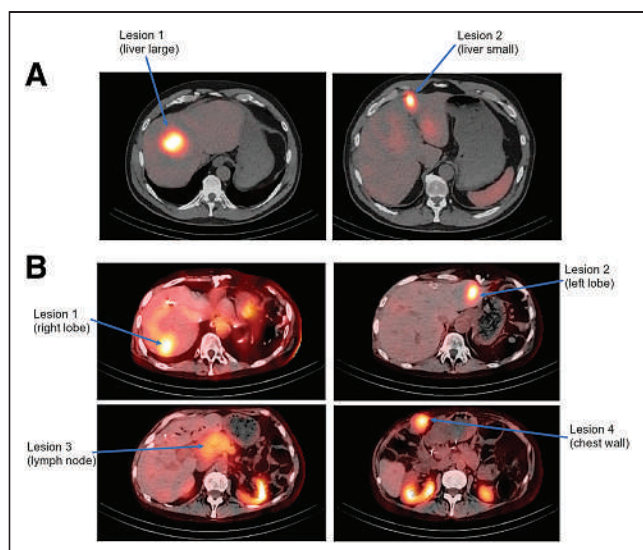 Lesion 1
(liver large)
Lesion 2
(liver small)
A
B
Lesion 1
(right lobe)
Lesion 2
(left lobe)
Lesion 3
(lymph node)
Lesion 4
(chest wall)